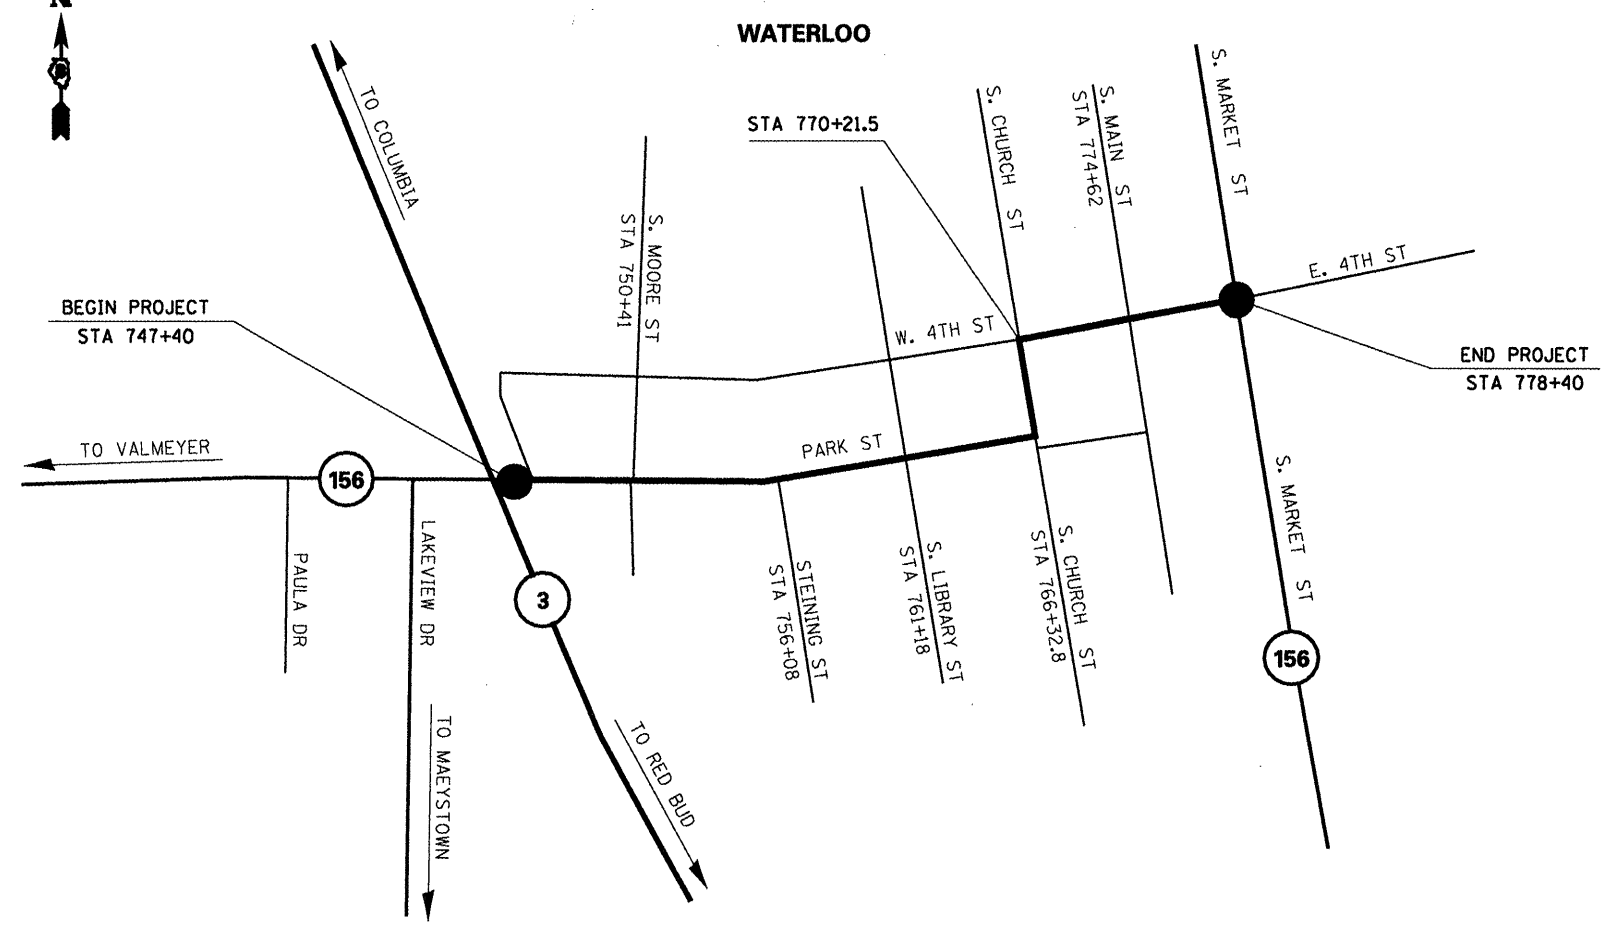 N
WATERLOO
TO COLUMBIA
STA 770+21.5
S. CHURCH ST
S. MAIN ST
STA 774+62
S. MARKET ST
S. MOORE ST
STA 750+41
E. 4TH ST
BEGIN PROJECT
STA 747+40
W. 4TH ST
END PROJECT
STA 778+40
TO VALMEYER
156
PARK ST
PAULA DR
LAKEVIEW DR
3
STEINING ST
STA 756+08
S. LIBRARY ST
STA 761+18
S. CHURCH ST
STA 766+32.8
S. MARKET ST
156
TO MAEYSTOWN
TO RED BUD